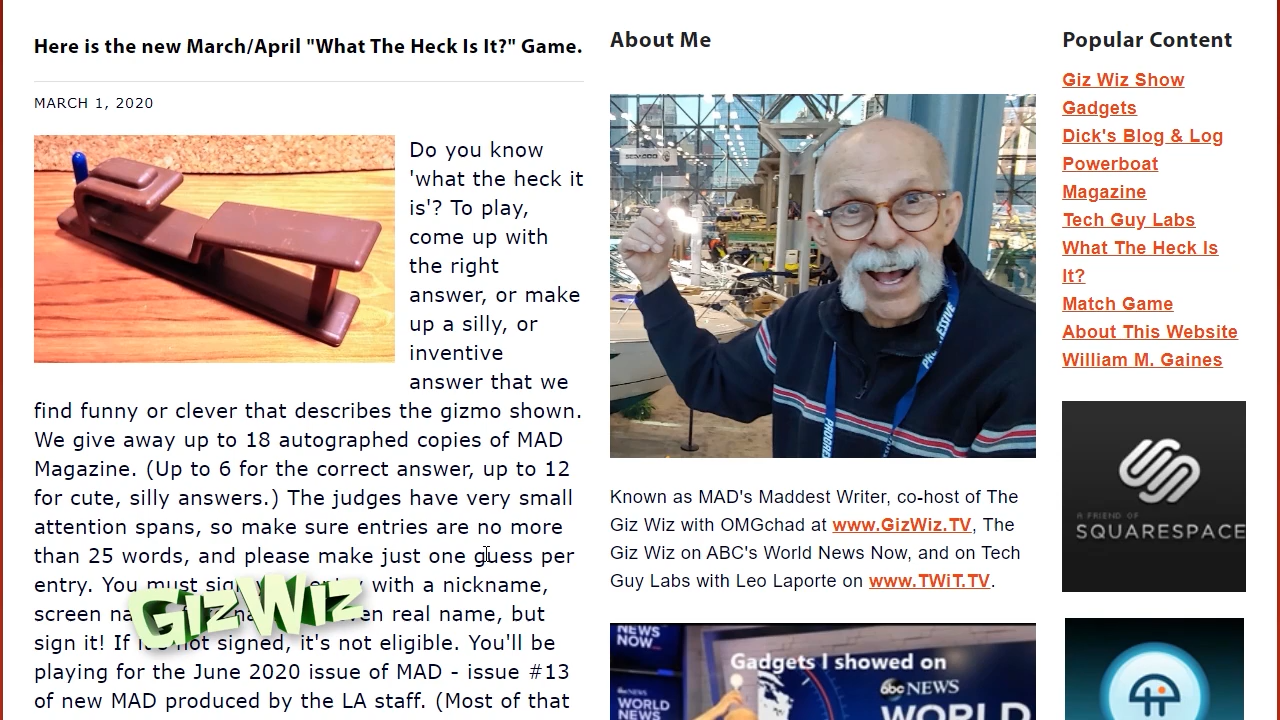 Here is the new March/April "What The Heck Is It?" Game.
MARCH 1, 2020
Do you know
'what the heck it
is'? To play,
come up with
the right
answer, or make
up a silly, or
inventive
answer that we
find funny or clever that describes the gizmo shown.
We give away up to 18 autographed copies of MAD
Magazine. (Up to 6 for the correct answer, up to 12
for cute, silly answers.) The judges have very small
attention spans, so make sure entries are no more
than 25 words, and please make just one guess per
entry. You must with a nickname,
screen real name, but
sign it! If not signed, it's not eligible. You'll be
playing for the June 2020 issue of MAD - issue #13
of new MAD produced by the LA staff. (Most of that
GizWiz
About Me
PROGRESSIVE
Known as MAD's Maddest Writer, co-host of The
Giz Wiz with OMGchad at www.GizWiz.TV, The
Giz Wiz on ABC's World News Now, and on Tech
Guy Labs with Leo Laporte on www.TWiT.TV.
NEWS
NOW
Gadgets I showed on
abc NEWS
WORLD
NEWS
WORLD
Popular Content
Giz Wiz Show
Gadgets
Dick's Blog & Log
Powerboat
Magazine
Tech Guy Labs
What The Heck Is
It?
Match Game
About This Website
William M. Gaines
A FRIEND OF
SQUARESPACE